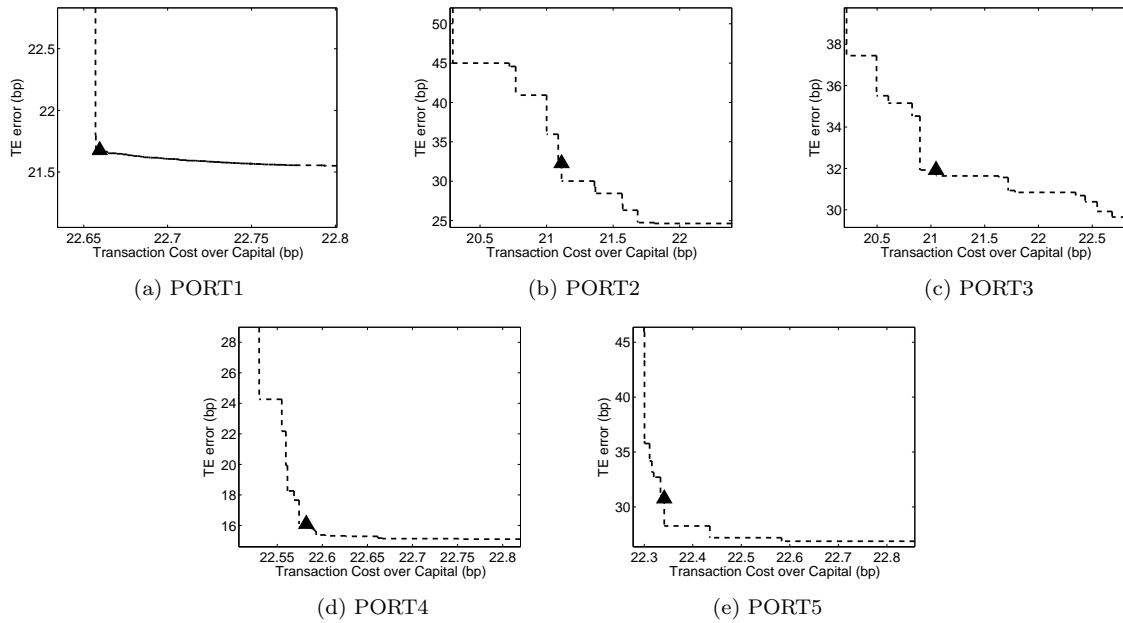 22.5
22
21.5
TE error (bp)
22.65 22.7 22.75 22.8
Transaction Cost over Capital (bp)
(a) PORT1
50
45
40
35
30
25
TE error (bp)
20.5 21 21.5 22
Transaction Cost over Capital (bp)
(b) PORT2
38
36
34
32
30
TE error (bp)
20.5 21 21.5 22 22.5
Transaction Cost over Capital (bp)
(c) PORT3
28
26
24
22
20
18
16
TE error (bp)
22.55 22.6 22.65 22.7 22.75 22.8
Transaction Cost over Capital (bp)
(d) PORT4
45
40
35
30
TE error (bp)
22.3 22.4 22.5 22.6 22.7 22.8
Transaction Cost over Capital (bp)
(e) PORT5